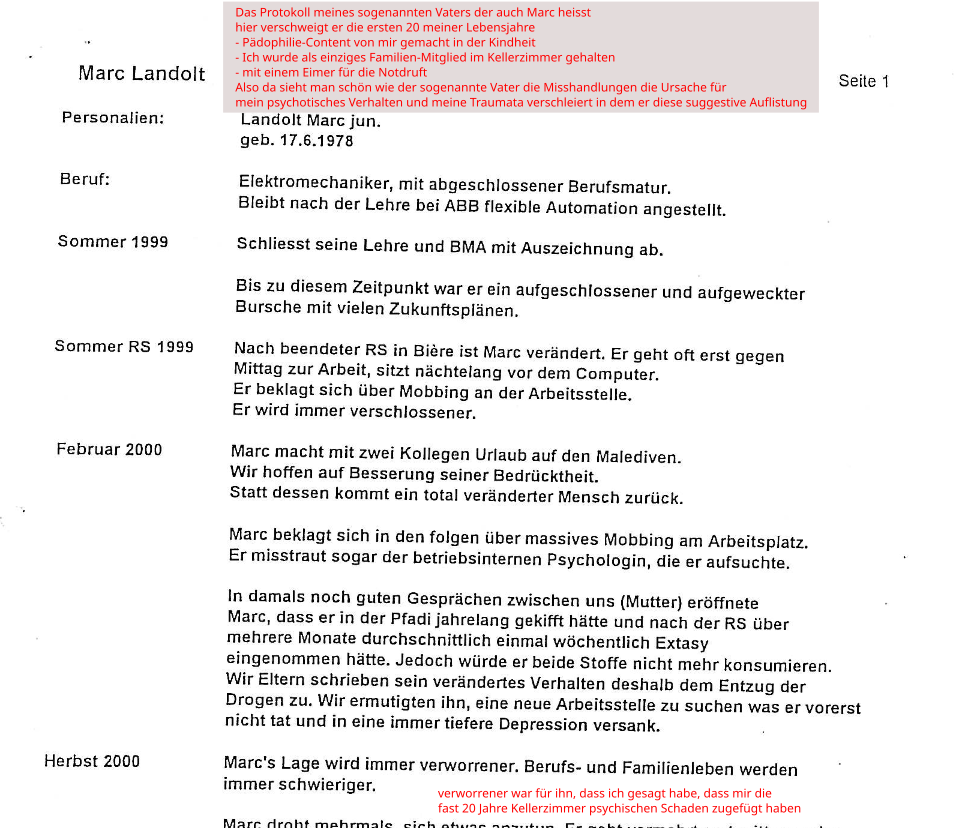 Das Protokoll meines sogenannten Vaters der auch Marc heisst
hier verschweigt er die ersten 20 meiner Lebensjahre
- Pädophilie-Content von mir gemacht in der Kindheit
- Ich wurde als einziges Familien-Mitglied im Kellerzimmer gehalten
- mit einem Eimer für die Notdruft
Also da sieht man schön wie der sogenannte Vater die Misshandlungen die Ursache für
mein psychotisches Verhalten und meine Traumata verschleiert in dem er diese suggestive Auflistung
Marc Landolt
Seite 1
Personalien: Landolt Marc jun.
geb. 17.6.1978
Beruf: Elektromechaniker, mit abgeschlossener Berufsmatur.
Bleibt nach der Lehre bei ABB flexible Automation angestellt.
Sommer 1999 Schliesst seine Lehre und BMA mit Auszeichnung ab.
Bis zu diesem Zeitpunkt war er ein aufgeschlossener und aufgeweckter
Bursche mit vielen Zukunftsplänen.
Sommer RS 1999 Nach beendeter RS in Bière ist Marc verändert. Er geht oft erst gegen
Mittag zur Arbeit, sitzt nächtelang vor dem Computer.
Er beklagt sich über Mobbing an der Arbeitsstelle.
Er wird immer verschlossener.
Februar 2000 Marc macht mit zwei Kollegen Urlaub auf den Malediven.
Wir hoffen auf Besserung seiner Bedrücktheit.
Statt dessen kommt ein total veränderter Mensch zurück.
Marc beklagt sich in den folgen über massives Mobbing am Arbeitsplatz.
Er misstraut sogar der betriebsinternen Psychologin, die er aufsuchte.
In damals noch guten Gesprächen zwischen uns (Mutter) eröffnete
Marc, dass er in der Pfadi jahrelang gekifft hätte und nach der RS über
mehrere Monate durchschnittlich einmal wöchentlich Extasy
eingenommen hätte. Jedoch würde er beide Stoffe nicht mehr konsumieren.
Wir Eltern schrieben sein verändertes Verhalten deshalb dem Entzug der
Drogen zu. Wir ermutigten ihn, eine neue Arbeitsstelle zu suchen was er vorerst
nicht tat und in eine immer tiefere Depression versank.
Herbst 2000 Marc's Lage wird immer verworrener. Berufs- und Familienleben werden
immer schwieriger.
verworrener war für ihn, dass ich gesagt habe, dass mir die
fast 20 Jahre Kellerzimmer psychischen Schaden zugefügt haben
Marc droht mehrmals, sich etwas anzutun. Er geht